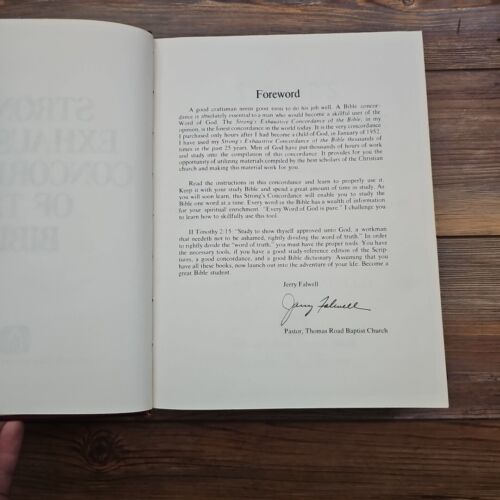 Foreword
A good craftsman needs good tools to do his job well. A Bible concor-
dance is absolutely essential to a man who would become a skillful user of the
Word of God. The Strong's Exhaustive Concordance of the Bible, in my
opinion, is the finest concordance in the world today. It is the very concordance
I purchased only hours after I had become a child of God, in January of 1952.
I have used my Strong's Exhaustive Concordance of the Bible thousands of
times in the past 25 years. Men of God have put thousands of hours of work
and study into the compilation of this concordance. It provides for you the
opportunity of utilizing materials compiled by the best scholars of the Christian
church and making this material work for you.
Read the instructions in this concordance and learn to properly use it.
Keep it with your study Bible and spend a great amount of time in study. As
you will soon learn, this Strong's Concordance will enable you to study the
Bible one word at a time. Every word in the Bible has a wealth of information
for your spiritual enrichment. "Every Word of God is pure." I challenge you
to learn how to skillfully use this tool.
II Timothy 2:15: "Study to show thyself approved unto God, a workman
that needeth not to be ashamed, rightly dividing the word of truth." In order
to rightly divide the "word of truth," you must have the proper tools. You have
the necessary tools, if you have a good study-reference edition of the Scrip-
tures, a good concordance, and a good Bible dictionary. Assuming that you
have all these books, now launch out into the adventure of your life. Become a
great Bible student.
Jerry Falwell
Jerry Falwell
Pastor, Thomas Road Baptist Church